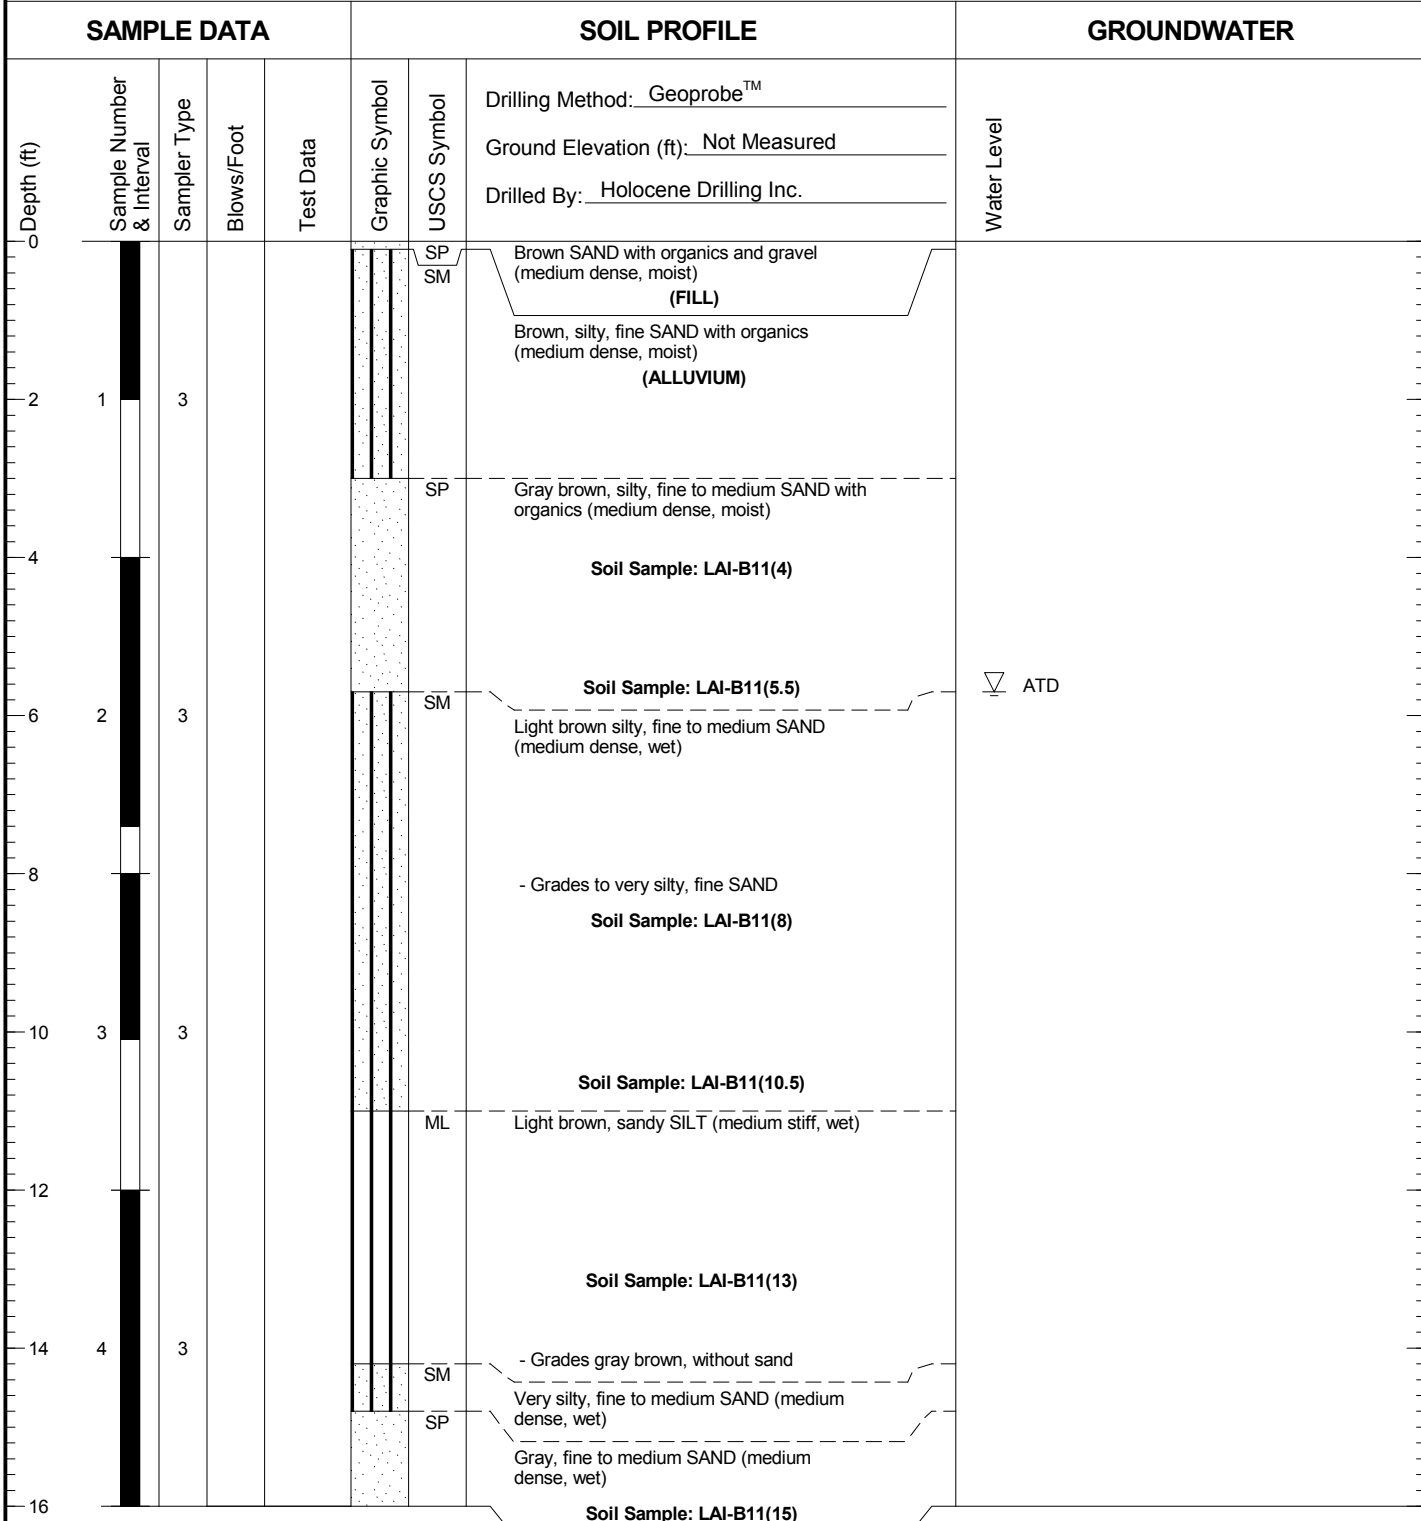 SAMPLE DATA
SOIL PROFILE
GROUNDWATER
Depth (ft)
Sample Number
& Interval
Sampler Type
Blows/Foot
Test Data
Graphic Symbol
USCS Symbol
Drilling Method: Geoprobe™
Ground Elevation (ft): Not Measured
Drilled By: Holocene Drilling Inc.
Water Level
0
SP
Brown SAND with organics and gravel
(medium dense, moist)
(FILL)
SM
Brown, silty, fine SAND with organics
(medium dense, moist)
(ALLUVIUM)
2
1
3
SP
Gray brown, silty, fine to medium SAND with
organics (medium dense, moist)
4
Soil Sample: LAI-B11(4)
Soil Sample: LAI-B11(5.5)
ATD
6
2
3
SM
Light brown silty, fine to medium SAND
(medium dense, wet)
8
- Grades to very silty, fine SAND
Soil Sample: LAI-B11(8)
10
3
3
Soil Sample: LAI-B11(10.5)
ML
Light brown, sandy SILT (medium stiff, wet)
12
Soil Sample: LAI-B11(13)
14
4
3
- Grades gray brown, without sand
SM
Very silty, fine to medium SAND (medium
dense, wet)
SP
Gray, fine to medium SAND (medium
dense, wet)
16
Soil Sample: LAI-B11(15)